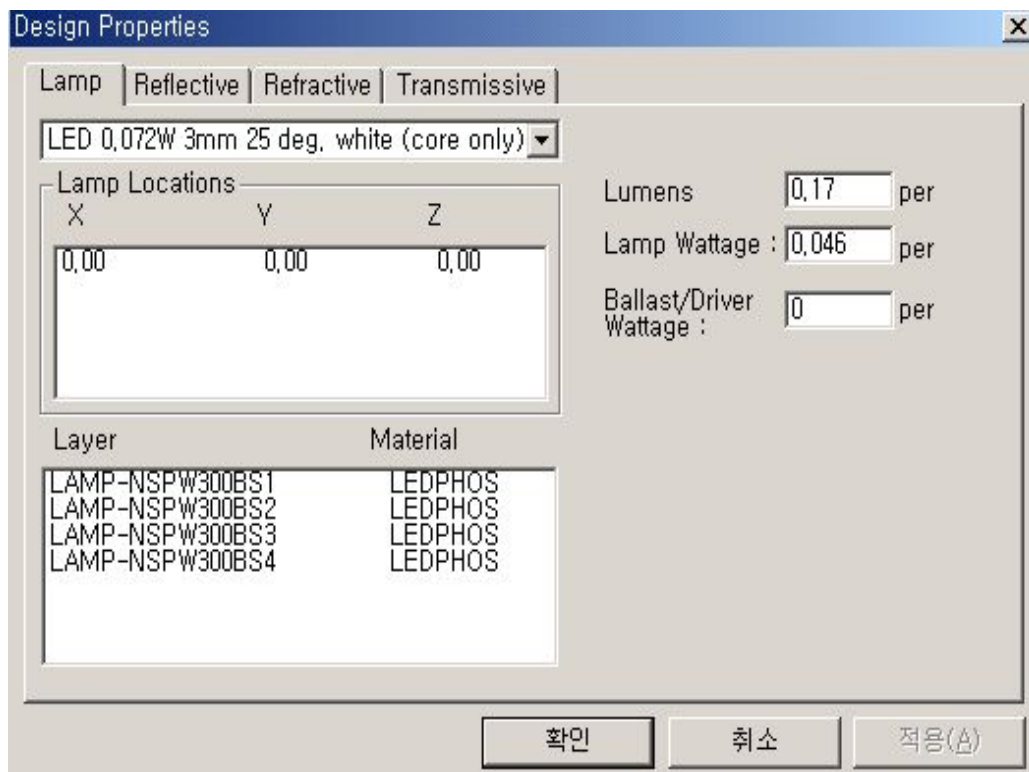 Design Properties
Lamp Reflective Refractive Transmissive
LED 0,072W 3mm 25 deg, white (core only)
Lamp Locations
X Y Z
0,00 0,00 0,00
Lumens 0,17 per
Lamp Wattage : 0,046 per
Ballast/Driver
Wattage : 0 per
Layer Material
LAMP-NSPW300BS1 LEDPHOS
LAMP-NSPW300BS2 LEDPHOS
LAMP-NSPW300BS3 LEDPHOS
LAMP-NSPW300BS4 LEDPHOS
확인 취소 적용(A)